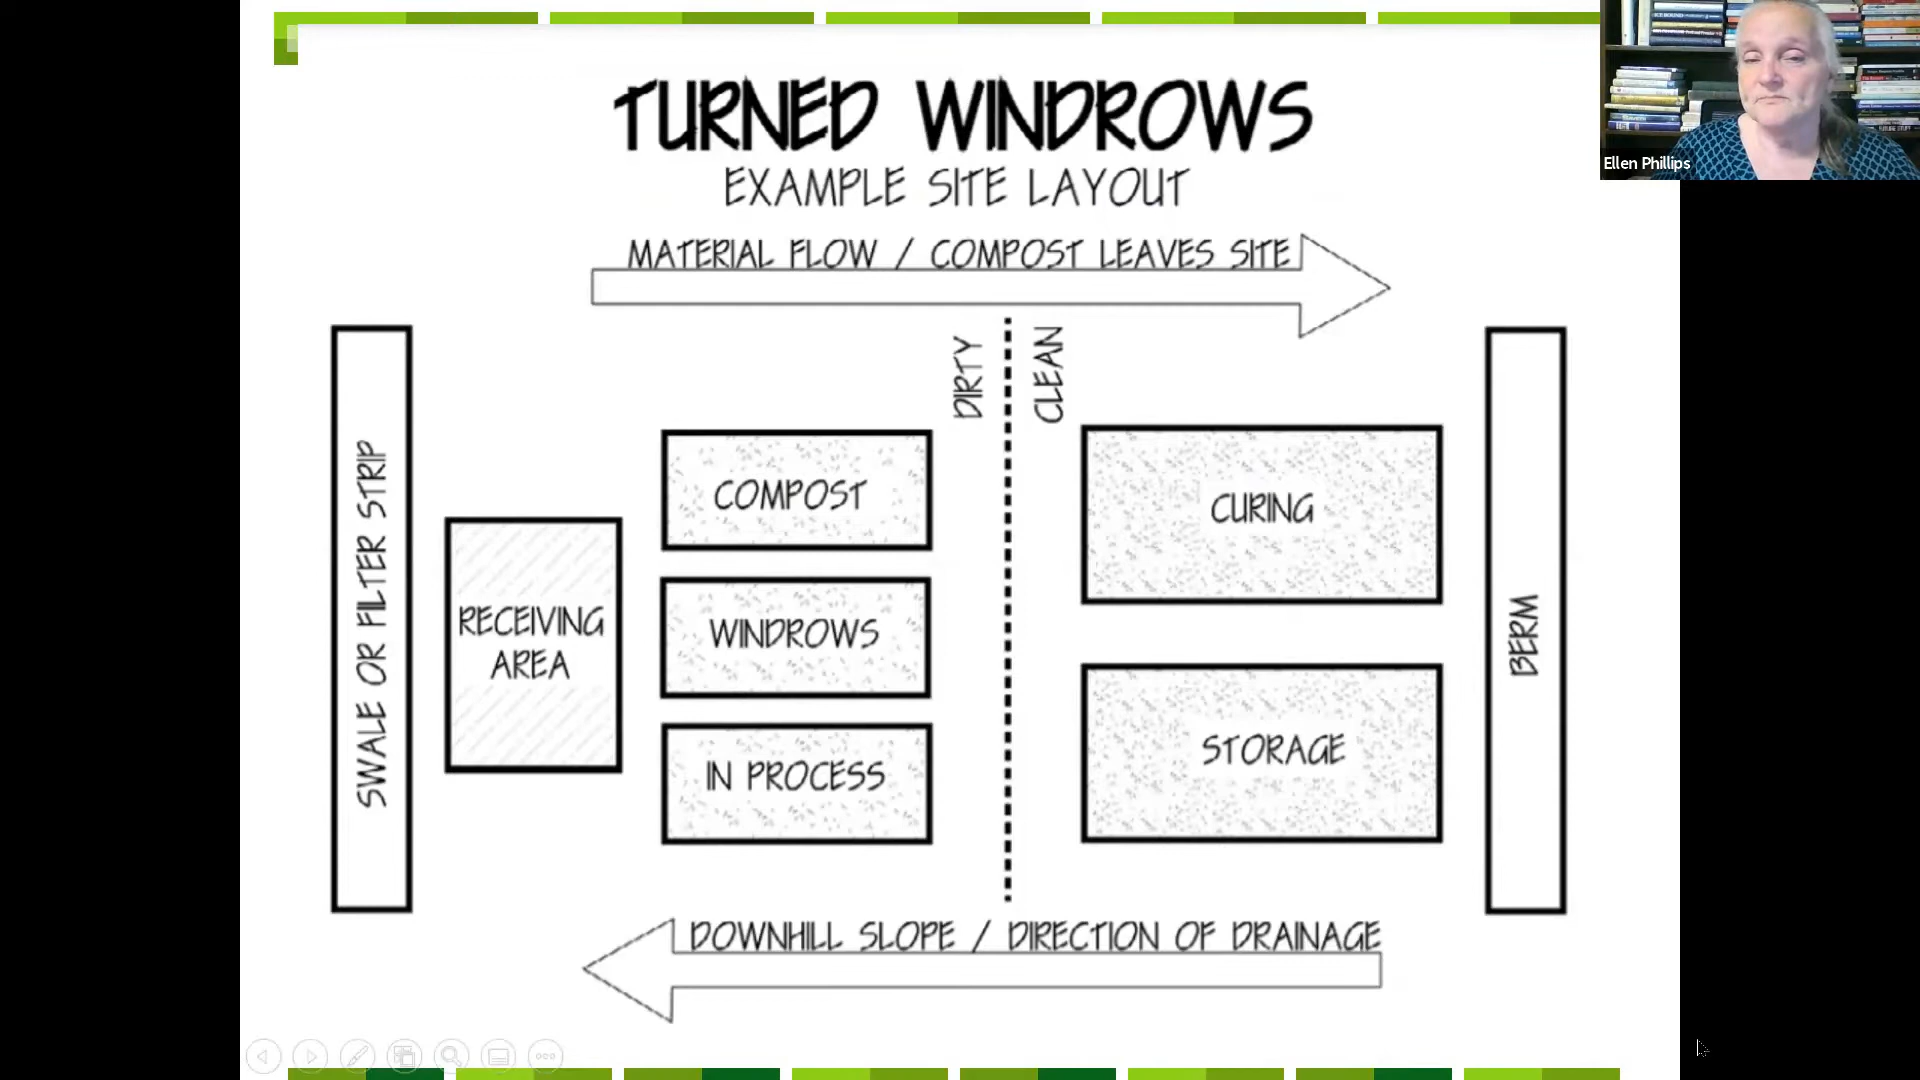 TURNED WINDROWS
EXAMPLE SITE LAYOUT
MATERIAL FLOW / COMPOST LEAVES SITE
DIRTY
CLEAN
SWALE OR FILTER STRIP
RECEIVING
AREA
COMPOST
WINDROWS
IN PROCESS
CURING
STORAGE
BERM
DOWNHILL SLOPE / DIRECTION OF DRAINAGE
Ellen Phillips